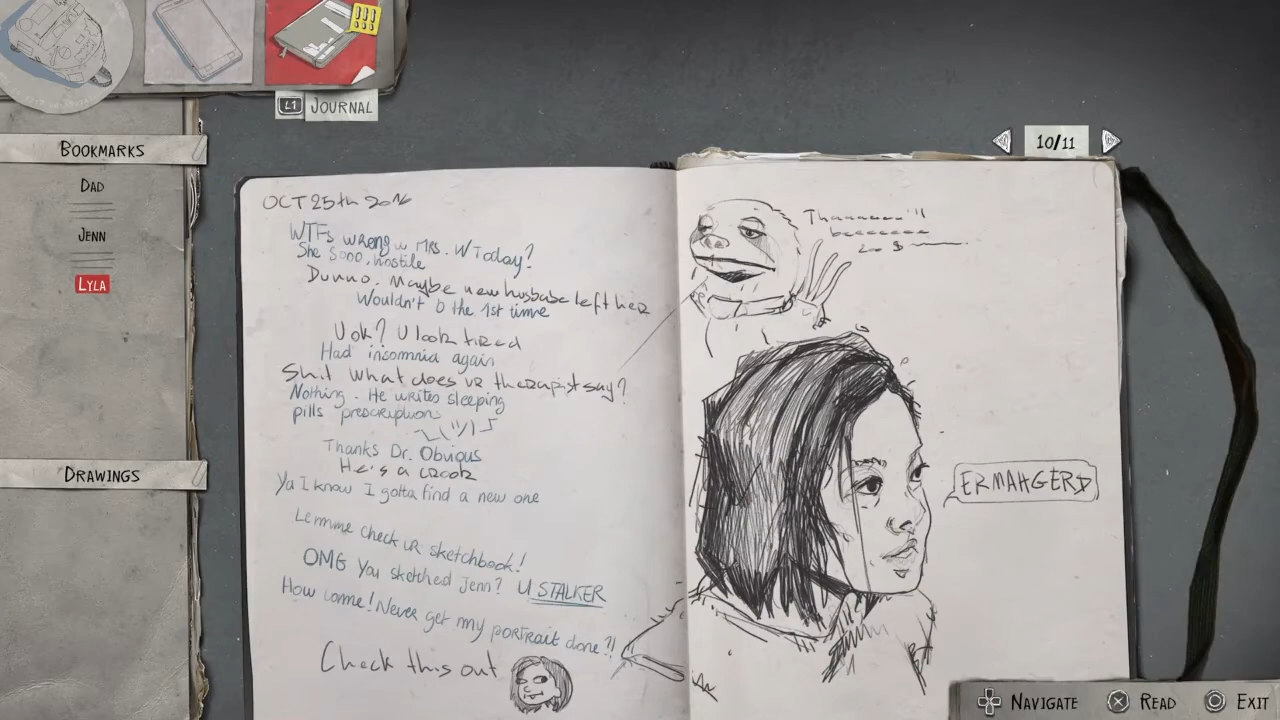 L1 JOURNAL
BOOKMARKS
DAD
JENN
LYLA
DRAWINGS
10/11
OCT 25th 2016
WTFs wrong w MRS. W Today?
She Sooo hostile
Dunno. Maybe new husbabe left her
Wouldn't b the 1st time
U ok? U look tired
Had insomnia again
Shit what does ur therapist say?
Nothing. He writes sleeping
pills prescriptions
Thanks Dr. Obvious
He's a crook
Ya I know I gotta find a new one
Lemme check uR sketchbook!
OMG You sketched Jenn? U STALKER
How come! Never get my portrait done?!
Check this out
ERMAHGERD
NAVIGATE
READ
EXIT